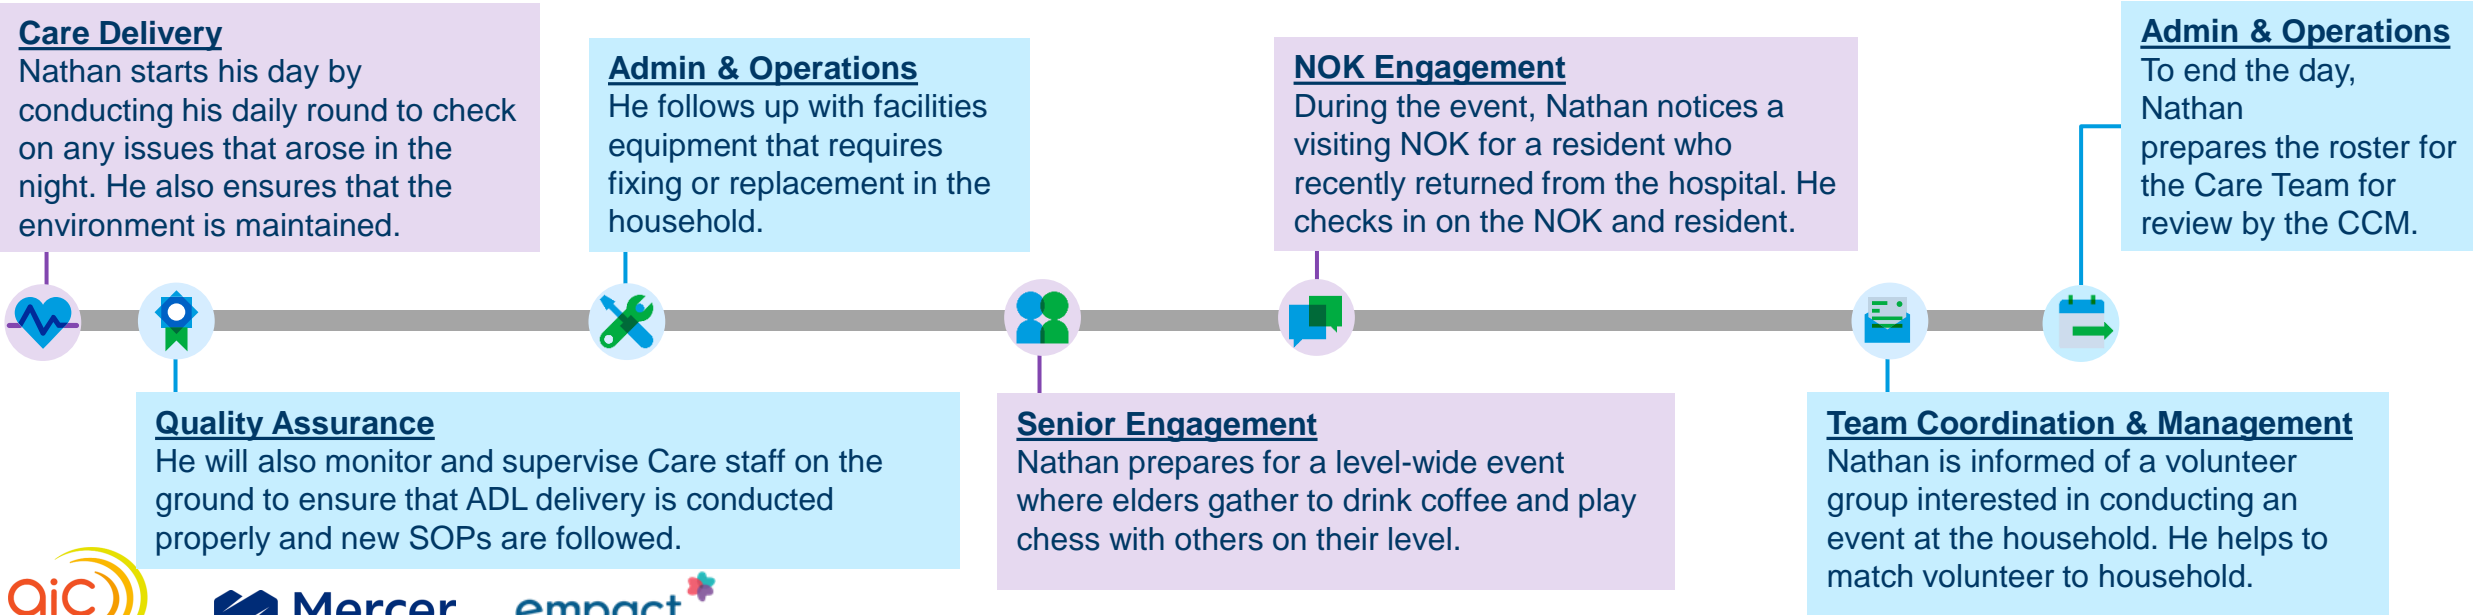 Care Delivery
Nathan starts his day by
conducting his daily round to check
on any issues that arose in the
night. He also ensures that the
environment is maintained.
Quality Assurance
He will also monitor and supervise Care staff on the
ground to ensure that ADL delivery is conducted
properly and new SOPs are followed.
Admin & Operations
He follows up with facilities
equipment that requires
fixing or replacement in the
household.
Senior Engagement
Nathan prepares for a level-wide event
where elders gather to drink coffee and play
chess with others on their level.
NOK Engagement
During the event, Nathan notices a
visiting NOK for a resident who
recently returned from the hospital. He
checks in on the NOK and resident.
Team Coordination & Management
Nathan is informed of a volunteer
group interested in conducting an
event at the household. He helps to
match volunteer to household.
Admin & Operations
To end the day,
Nathan
prepares the roster for
the Care Team for
review by the CCM.
aic
Mercer
empact